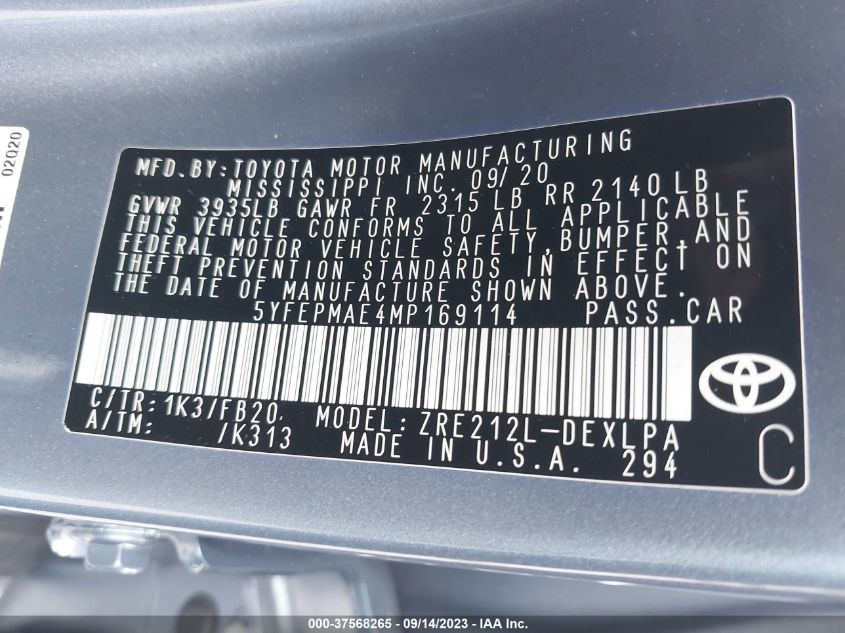 02Q20
MFD.BY:TOYOTA MOTOR MANUFACTURING
MISSISSIPPI INC. 09/20
GVWR 3935LB GAWR FR 2315 LB RR 2140 LB
THIS VEHICLE CONFORMS TO ALL APPLICABLE
FEDERAL MOTOR VEHICLE SAFETY,BUMPER,AND
THEFT PREVENTION STANDARDS IN EFFECT ON
THE DATE OF MANUFACTURE SHOWN ABOVE.
5YFEPMAE4MP169114 PASS.CAR
C/TR: 1K3/FB20 MODEL: ZRE212L-DEXLPA
A/TM: /K313 MADE IN U.S.A. 294
C
000-37568265 - 09/14/2023 - IAA Inc.